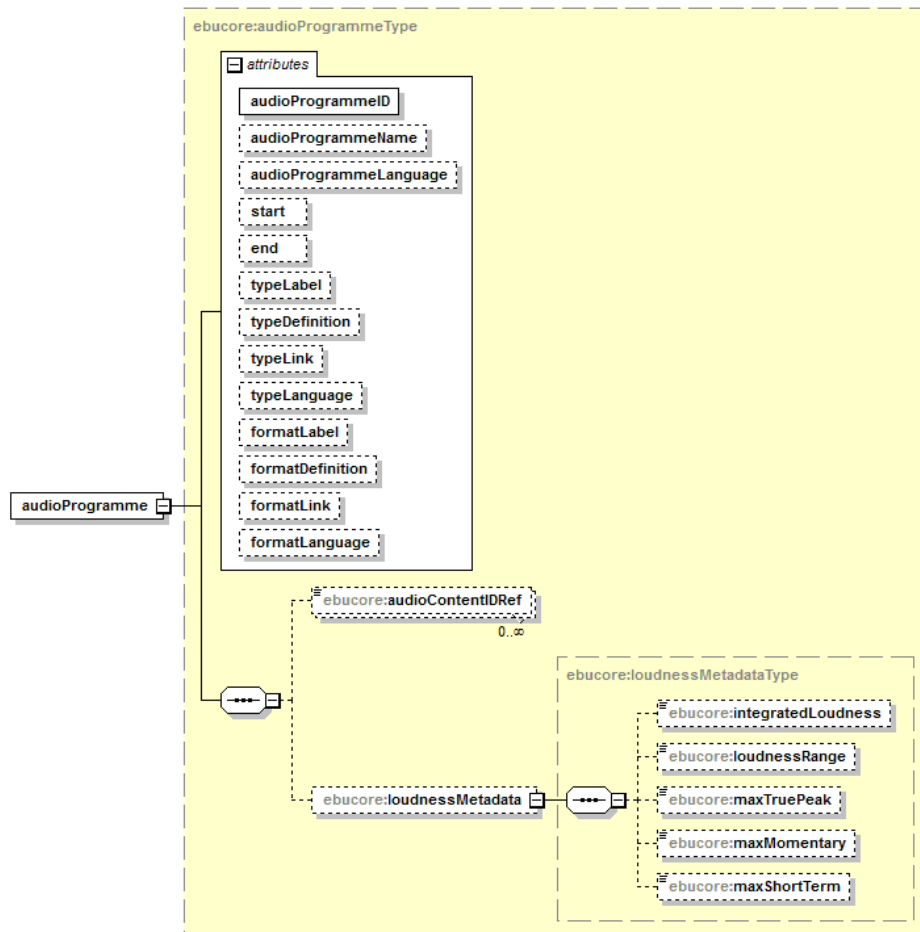 ebucore:audioProgrammeType
attributes
audioProgrammeID
audioProgrammeName
audioProgrammeLanguage
start
end
typeLabel
typeDefinition
typeLink
typeLanguage
formatLabel
formatDefinition
formatLink
formatLanguage
audioProgramme
ebucore:audioContentIDRef
0..∞
ebucore:loudnessMetadataType
ebucore:integratedLoudness
ebucore:loudnessRange
ebucore:loudnessMetadata
ebucore:maxTruePeak
ebucore:maxMomentary
ebucore:maxShortTerm